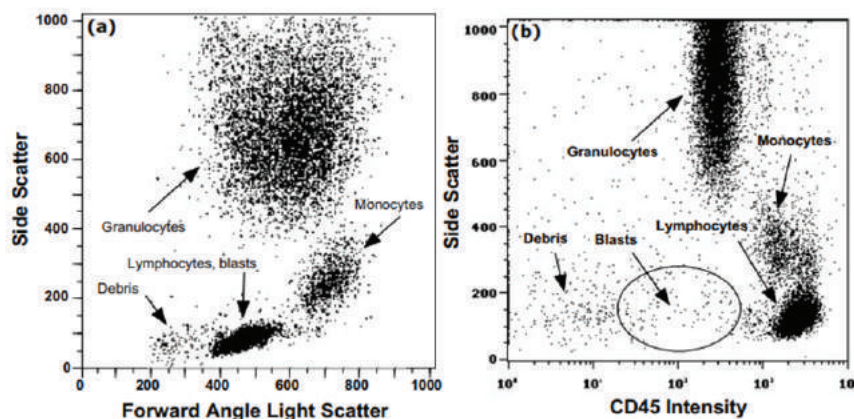 (a)
1000
800
600
400
200
0
Side Scatter
Granulocytes
Monocytes
Lymphocytes, blasts
Debris
0 200 400 600 800 1000
Forward Angle Light Scatter
(b)
1000
800
600
400
200
0
Side Scatter
Granulocytes
Monocytes
Lymphocytes
Debris
Blasts
CD45 Intensity